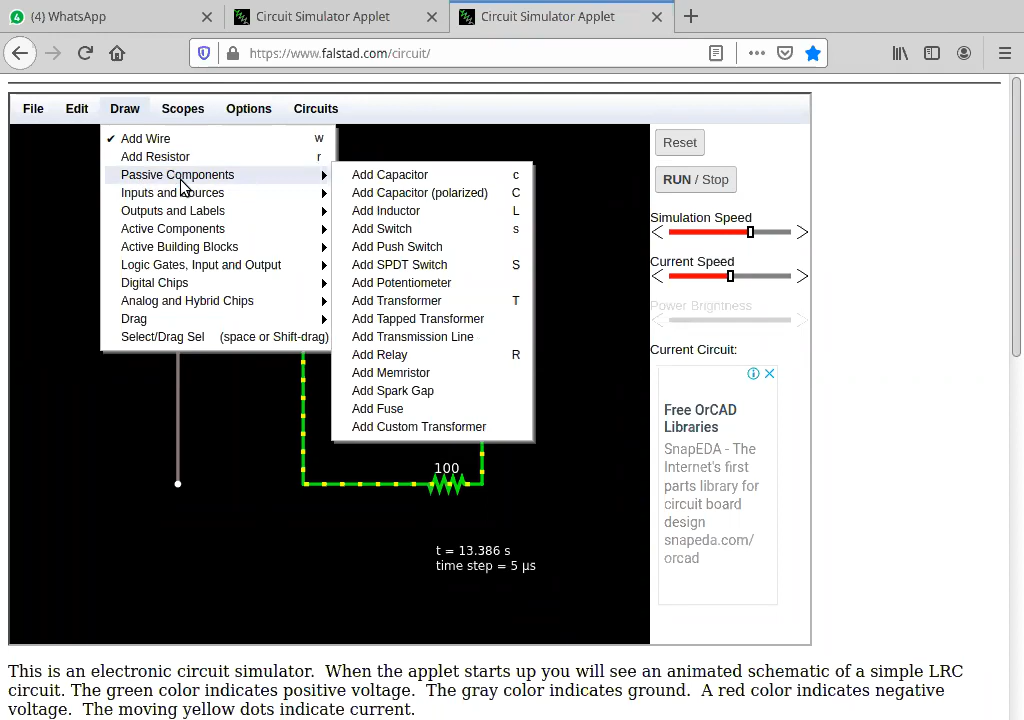 (4) WhatsApp
Circuit Simulator Applet
Circuit Simulator Applet
https://www.falstad.com/circuit/
File Edit Draw Scopes Options Circuits
✔ Add Wire w
Add Resistor r
Passive Components
Inputs and Sources
Outputs and Labels
Active Components
Active Building Blocks
Logic Gates, Input and Output
Digital Chips
Analog and Hybrid Chips
Drag
Select/Drag Sel (space or Shift-drag)
Add Capacitor c
Add Capacitor (polarized) C
Add Inductor L
Add Switch s
Add Push Switch
Add SPDT Switch S
Add Potentiometer
Add Transformer T
Add Tapped Transformer
Add Transmission Line
Add Relay R
Add Memristor
Add Spark Gap
Add Fuse
Add Custom Transformer
100
t = 13.386 s
time step = 5 μs
Reset
RUN / Stop
Simulation Speed
Current Speed
Power Brightness
Current Circuit:
Free OrCAD
Libraries
SnapEDA - The
Internet's first
parts library for
circuit board
design
snapeda.com/
orcad
This is an electronic circuit simulator.  When the applet starts up you will see an animated schematic of a simple LRC
circuit. The green color indicates positive voltage.  The gray color indicates ground.  A red color indicates negative
voltage.  The moving yellow dots indicate current.